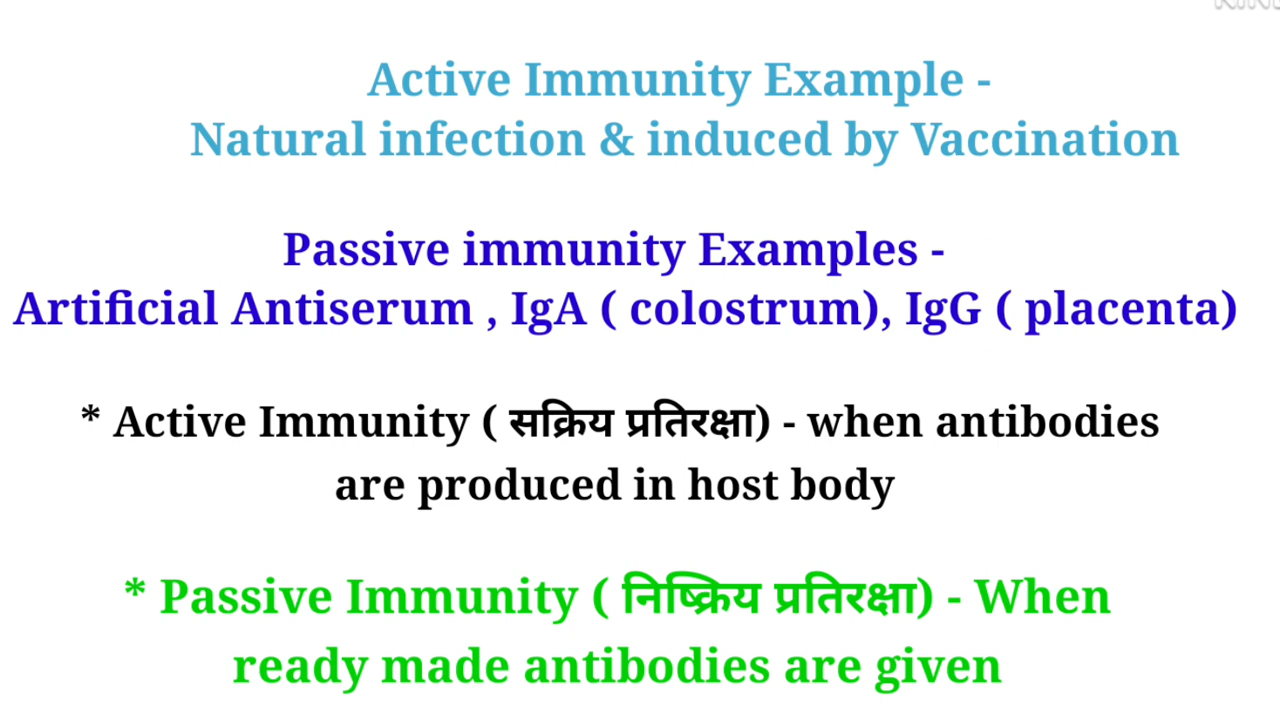 Active Immunity Example -
Natural infection & induced by Vaccination
Passive immunity Examples -
Artificial Antiserum , IgA ( colostrum), IgG ( placenta)
* Active Immunity ( सक्रिय प्रतिरक्षा) - when antibodies
are produced in host body
* Passive Immunity ( निष्क्रिय प्रतिरक्षा) - When
ready made antibodies are given